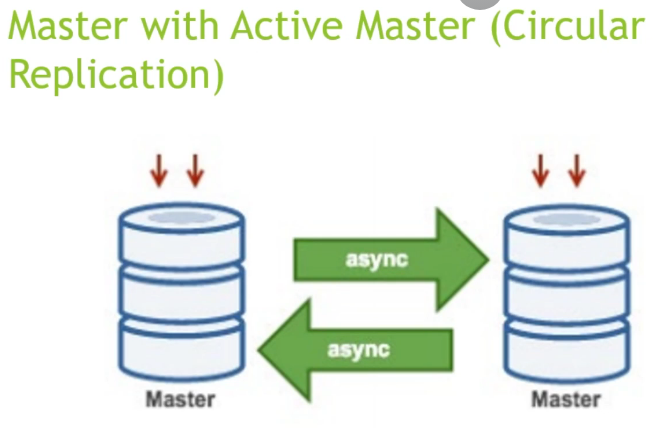 Master with Active Master (Circular
Replication)
async
async
Master
Master